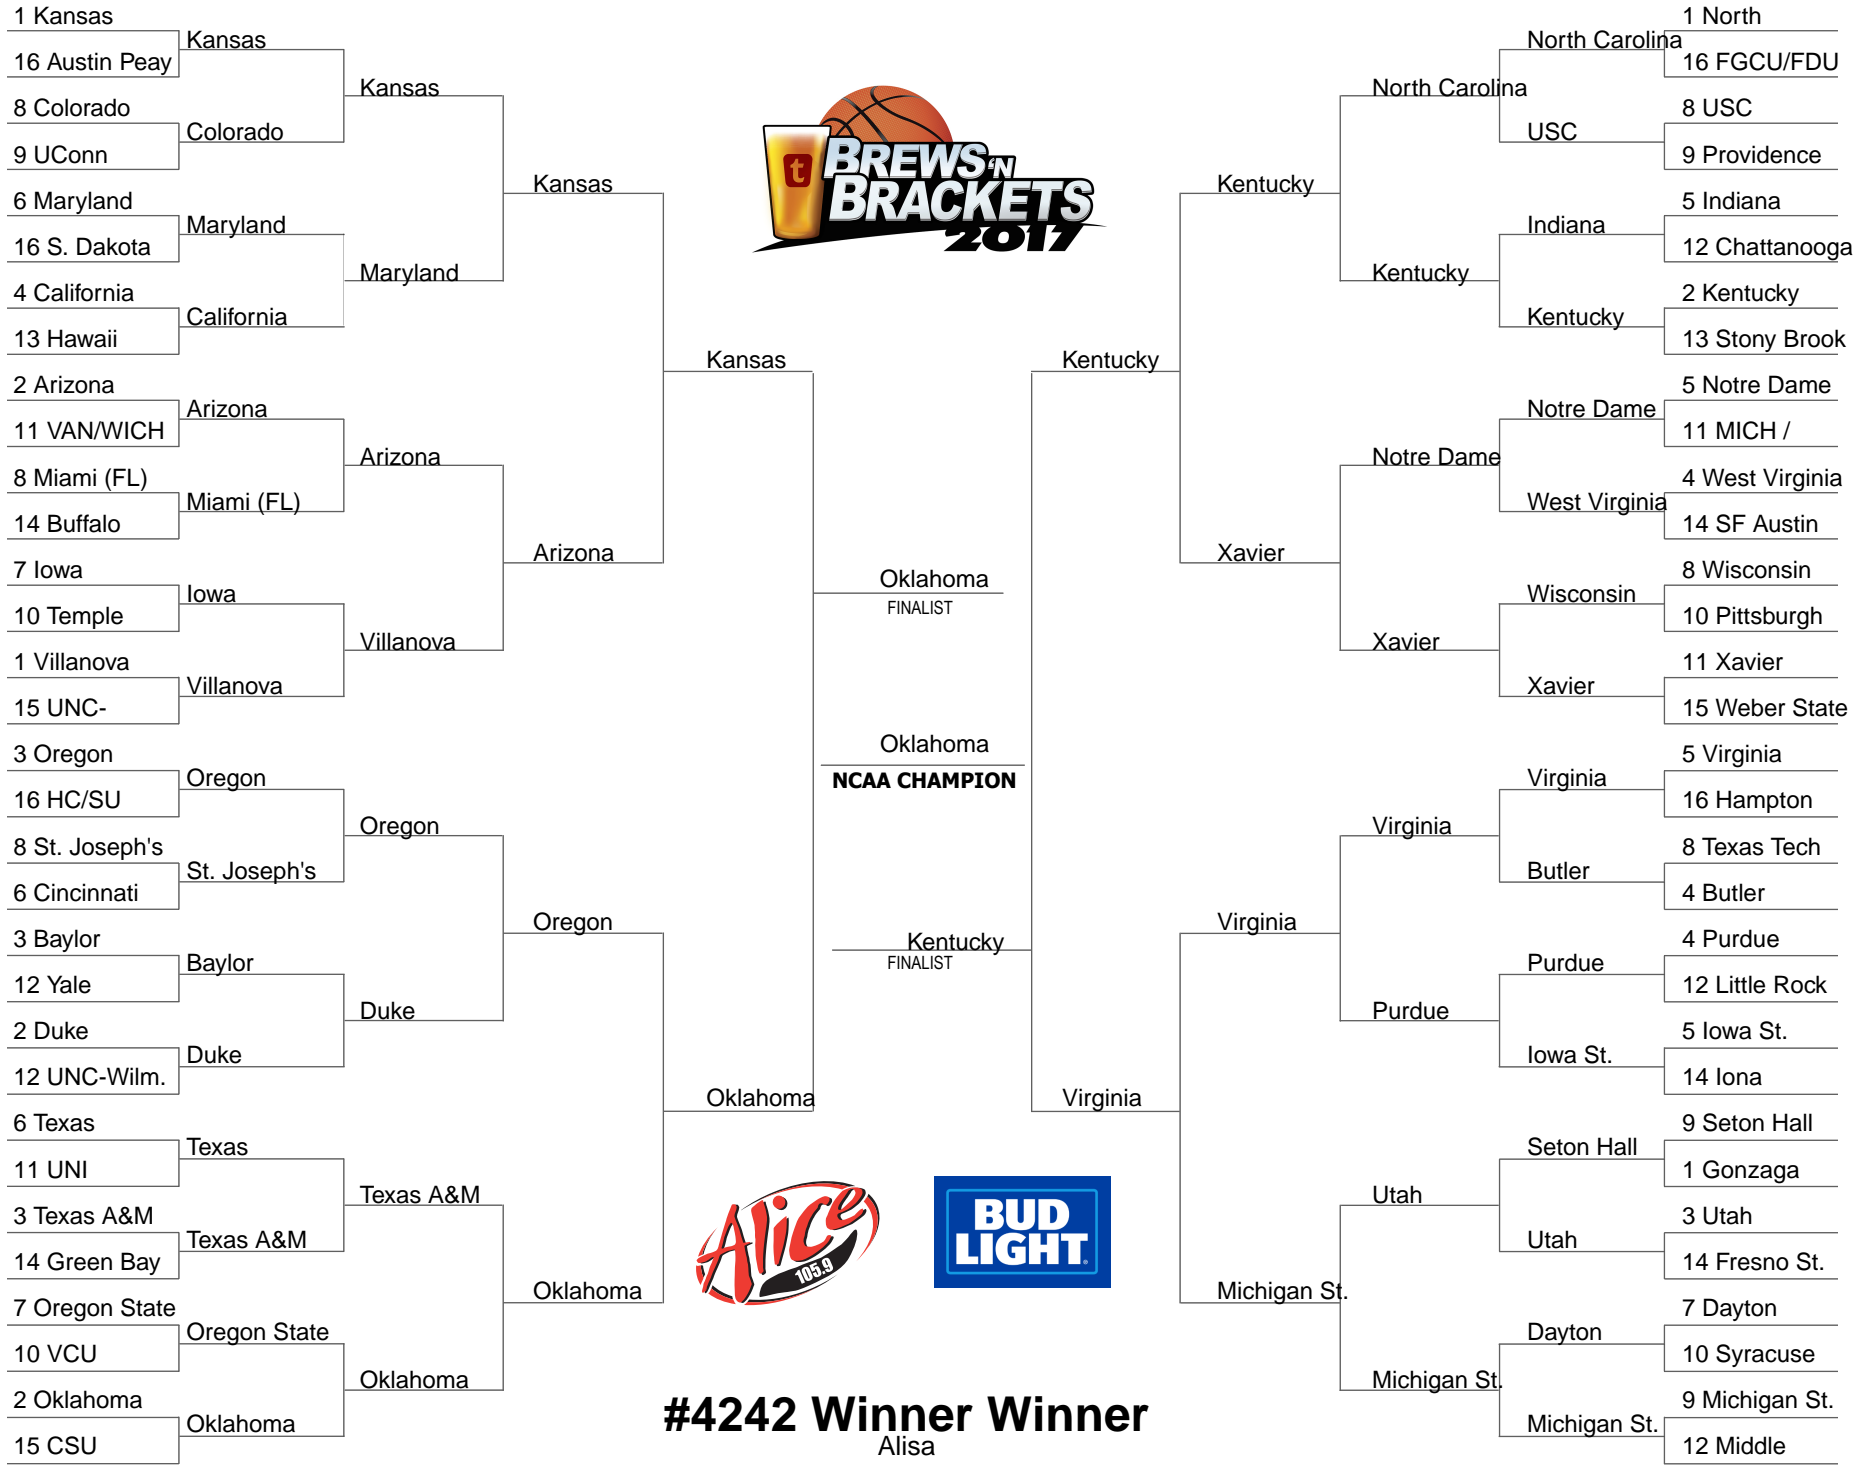 1 Kansas
16 Austin Peay
8 Colorado
9 UConn
6 Maryland
16 S. Dakota
4 California
13 Hawaii
2 Arizona
11 VAN/WICH
8 Miami (FL)
14 Buffalo
7 Iowa
10 Temple
1 Villanova
15 UNC-
3 Oregon
16 HC/SU
8 St. Joseph's
6 Cincinnati
3 Baylor
12 Yale
2 Duke
12 UNC-Wilm.
6 Texas
11 UNI
3 Texas A&M
14 Green Bay
7 Oregon State
10 VCU
2 Oklahoma
15 CSU
Kansas
Colorado
Maryland
California
Arizona
Miami (FL)
Iowa
Villanova
Oregon
St. Joseph's
Baylor
Duke
Texas
Texas A&M
Oregon State
Oklahoma
Kansas
Maryland
Arizona
Villanova
Oregon
Duke
Texas A&M
Oklahoma
Kansas
Arizona
Oregon
Oklahoma
Kansas
Oklahoma
t
BREWS 'N
BRACKETS
2017
Oklahoma
FINALIST
Oklahoma
NCAA CHAMPION
Kentucky
FINALIST
Alice
105.9
BUD
LIGHT
#4242 Winner Winner
Alisa
Kentucky
Virginia
Kentucky
Xavier
Virginia
Michigan St.
North Carolina
Kentucky
Notre Dame
Xavier
Virginia
Purdue
Utah
Michigan St.
North Carolina
USC
Indiana
Kentucky
Notre Dame
West Virginia
Wisconsin
Xavier
Virginia
Butler
Purdue
Iowa St.
Seton Hall
Utah
Dayton
Michigan St.
1 North
16 FGCU/FDU
8 USC
9 Providence
5 Indiana
12 Chattanooga
2 Kentucky
13 Stony Brook
5 Notre Dame
11 MICH /
4 West Virginia
14 SF Austin
8 Wisconsin
10 Pittsburgh
11 Xavier
15 Weber State
5 Virginia
16 Hampton
8 Texas Tech
4 Butler
4 Purdue
12 Little Rock
5 Iowa St.
14 Iona
9 Seton Hall
1 Gonzaga
3 Utah
14 Fresno St.
7 Dayton
10 Syracuse
9 Michigan St.
12 Middle